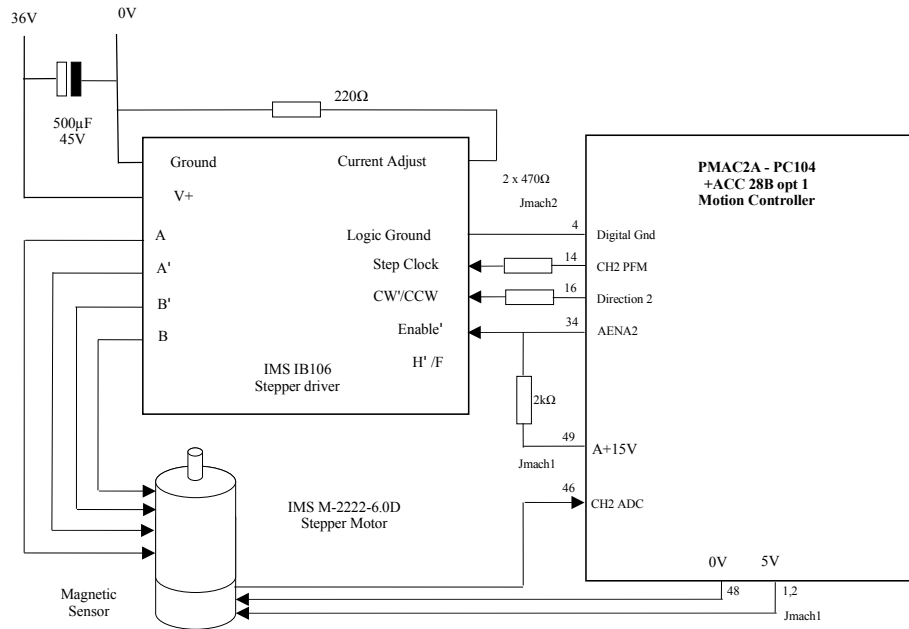 36V
0V
500µF
45V
220Ω
Ground
Current Adjust
V+
A
Logic Ground
A'
Step Clock
B'
CW'/CCW
B
Enable'
H' /F
IMS IB106
Stepper driver
2 x 470Ω
Jmach2
PMAC2A - PC104
+ACC 28B opt 1
Motion Controller
4
Digital Gnd
14
CH2 PFM
16
Direction 2
34
AENA2
2kΩ
49
A+15V
Jmach1
46
CH2 ADC
IMS M-2222-6.0D
Stepper Motor
Magnetic
Sensor
0V
5V
48
1,2
Jmach1